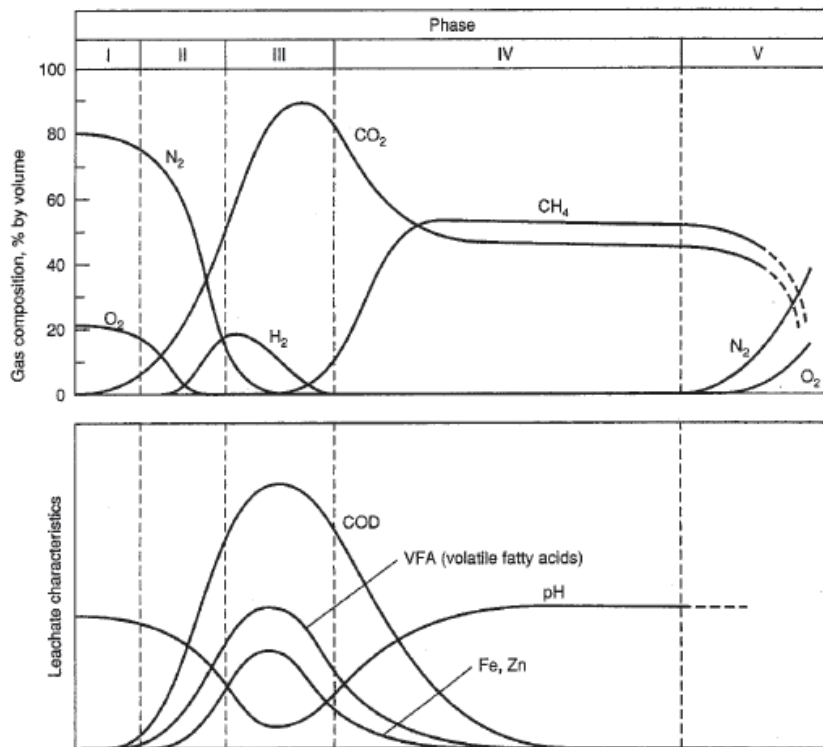 Phase
I II III IV V
100
80
60
40
20
0
Gas composition, % by volume
N₂
O₂
H₂
CO₂
CH₄
N₂
O₂
Leachate characteristics
COD
VFA (volatile fatty acids)
pH
Fe, Zn